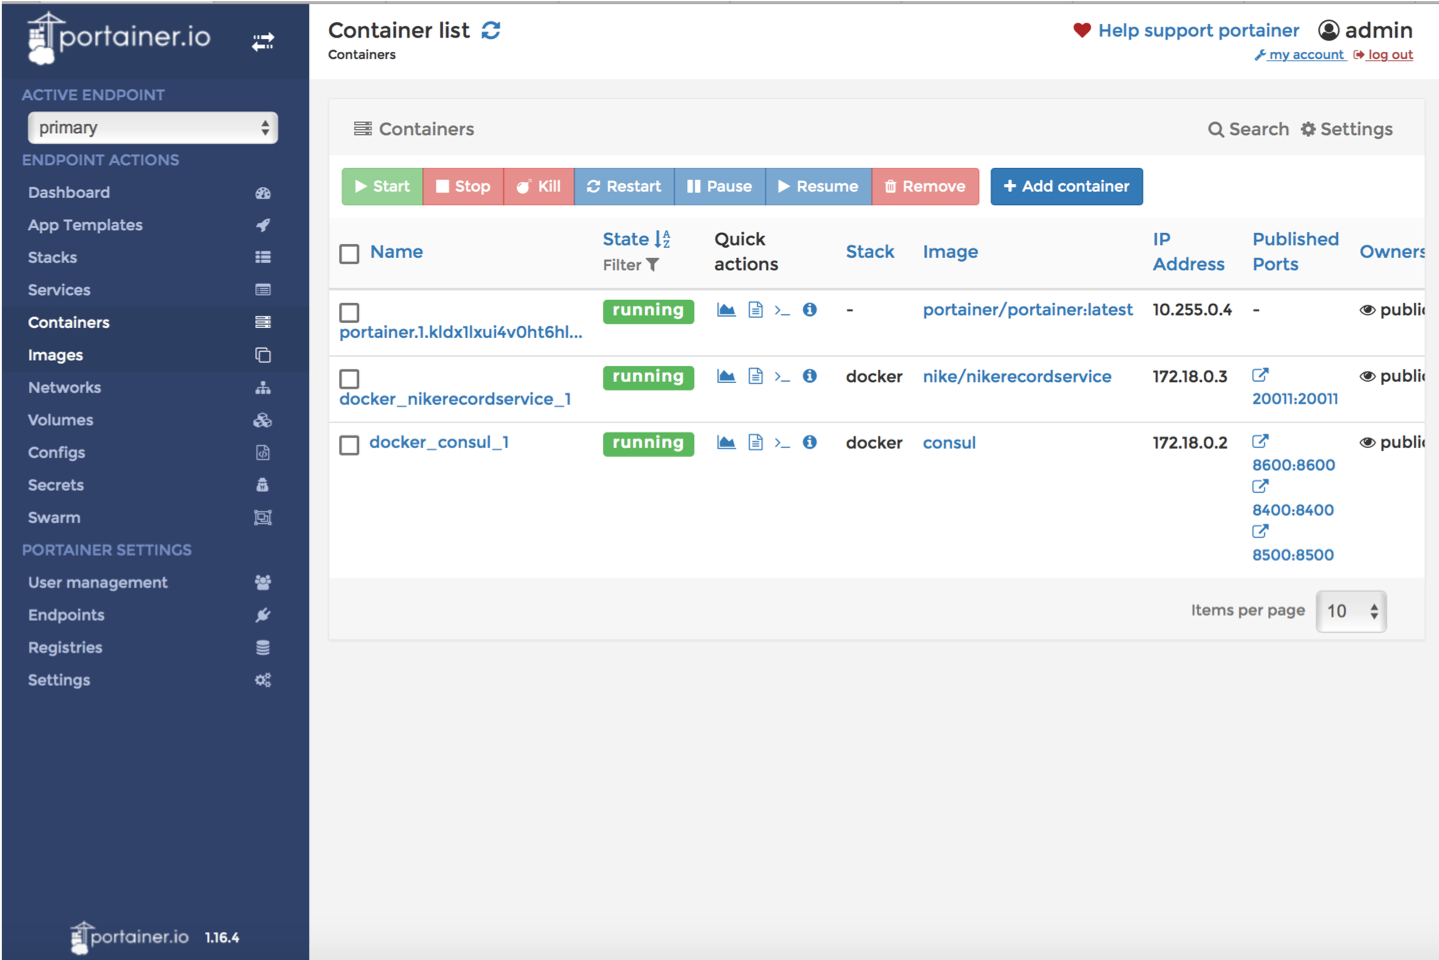 portainer.io
ACTIVE ENDPOINT
primary
ENDPOINT ACTIONS
Dashboard
App Templates
Stacks
Services
Containers
Images
Networks
Volumes
Configs
Secrets
Swarm
PORTAINER SETTINGS
User management
Endpoints
Registries
Settings
portainer.io 1.16.4
Container list
Containers
Help support portainer admin
my account log out
Containers
Search Settings
Start Stop Kill Restart Pause Resume Remove Add container
Name State Filter Quick actions Stack Image IP Address Published Ports Owners
portainer.1.kldx1lxui4v0ht6hl... running >_ - portainer/portainer:latest 10.255.0.4 - public
docker_nikerecordservice_1 running >_ docker nike/nikerecordservice 172.18.0.3 20011:20011 public
docker_consul_1 running >_ docker consul 172.18.0.2 8600:8600 public
8400:8400
8500:8500
Items per page 10